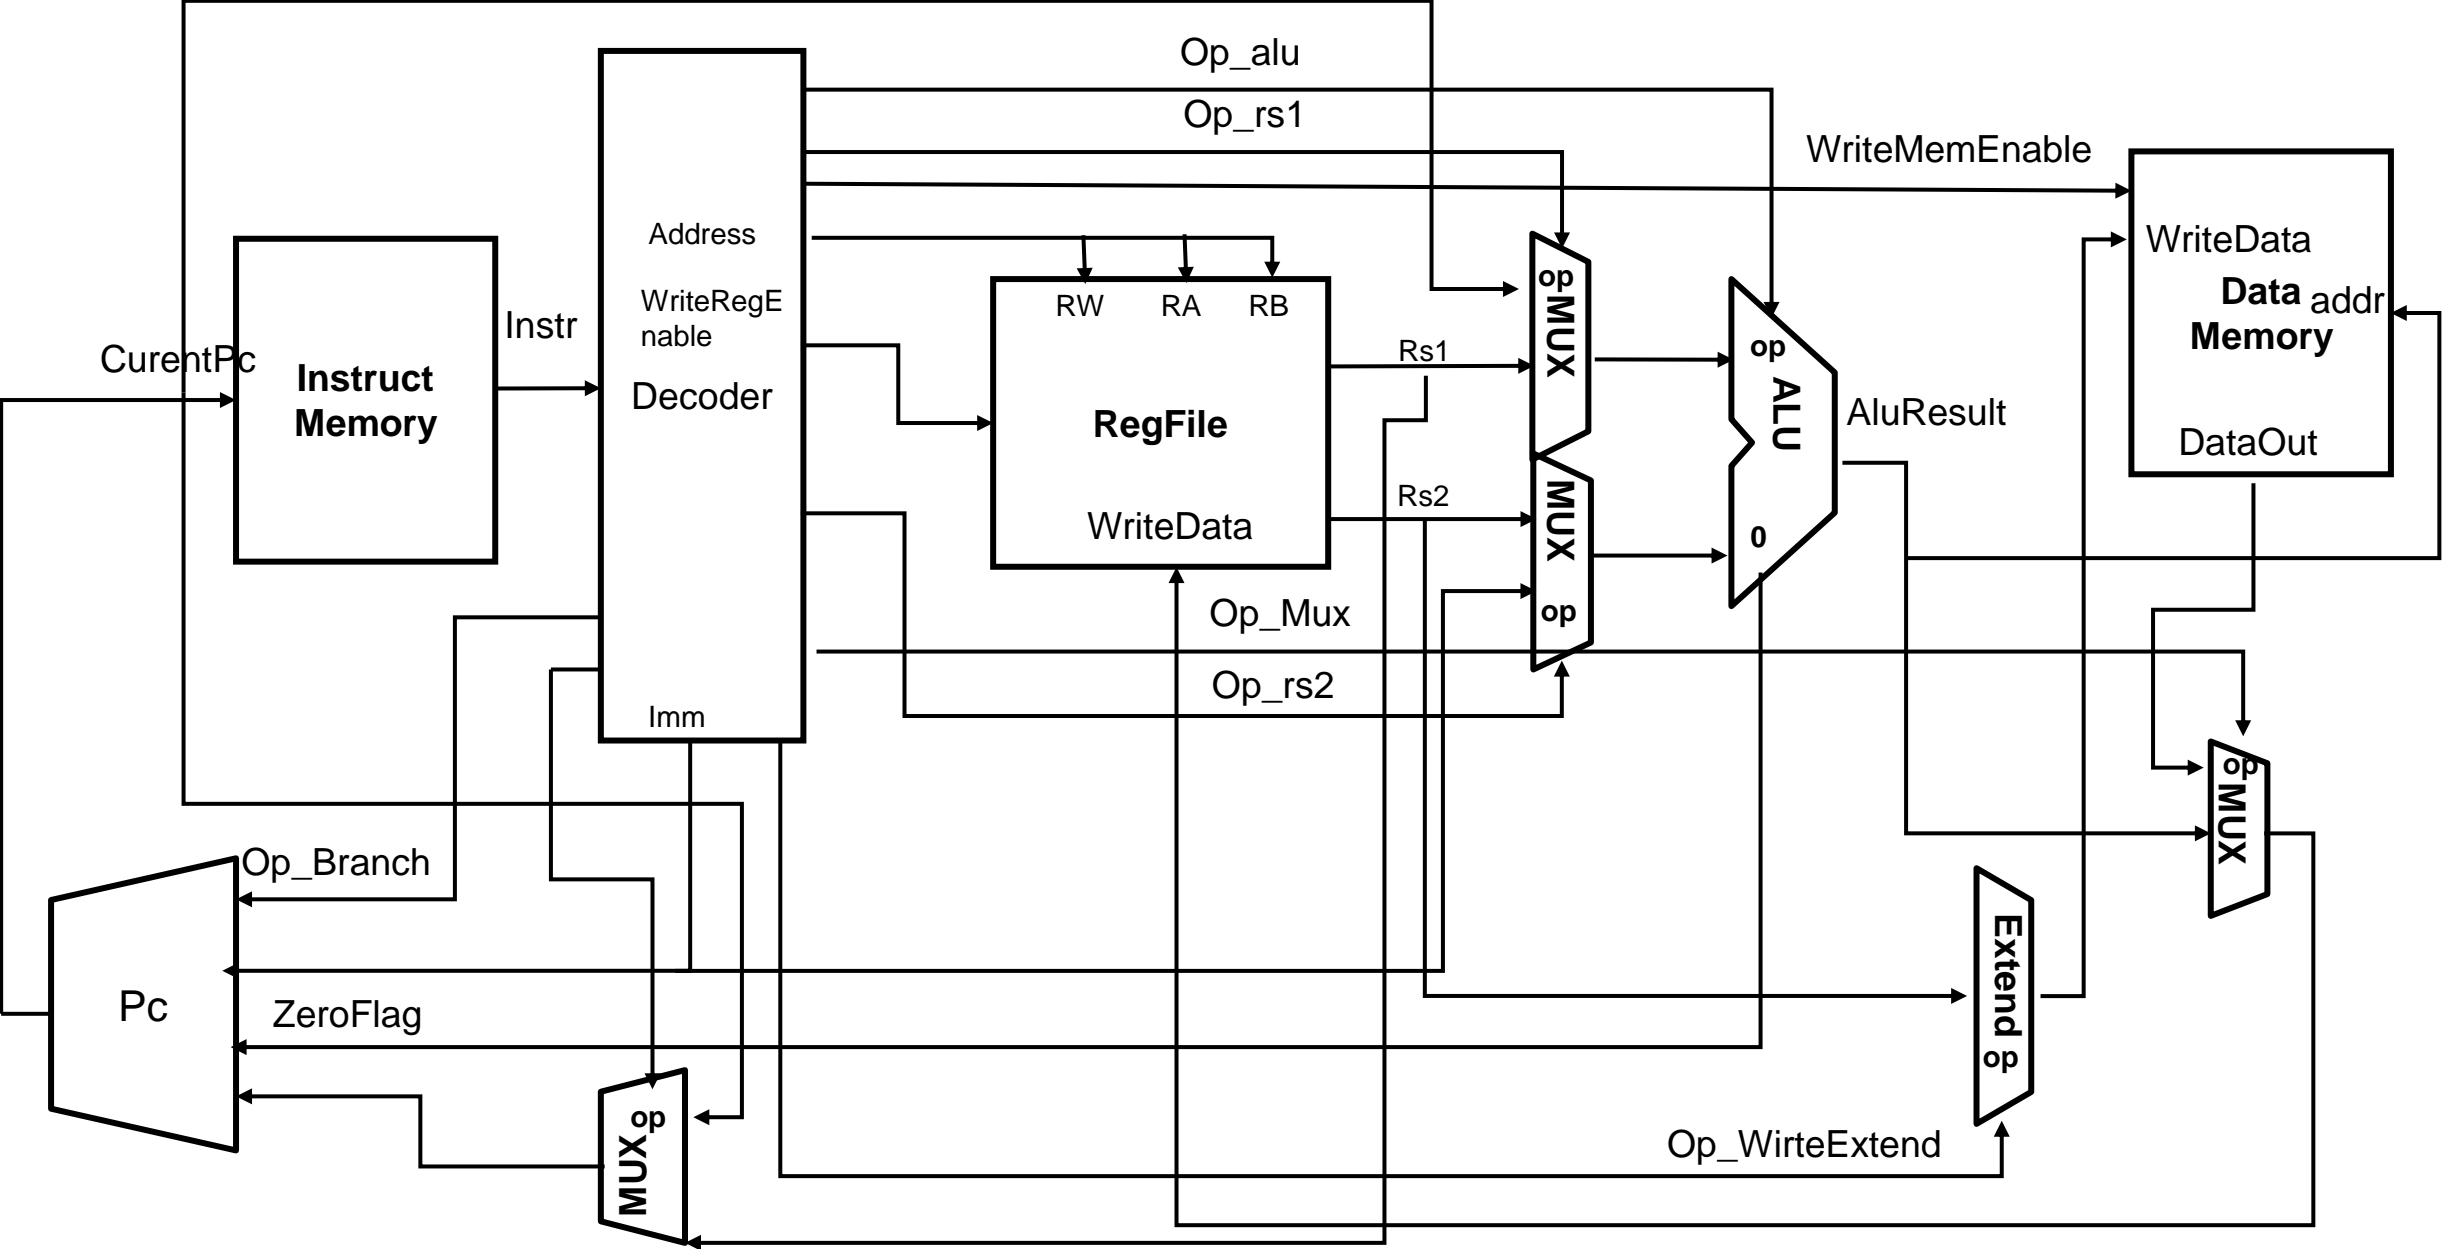 Op_alu
Op_rs1
WriteMemEnable
Address
WriteRegE
nable
Decoder
Imm
CurentPc
Instruct
Memory
Instr
RW
RA
RB
RegFile
WriteData
Rs1
Rs2
op
MUX
MUX
op
op
ALU
0
AluResult
WriteData
Data
Memory
addr
DataOut
Op_Mux
Op_rs2
op
MUX
Op_Branch
Pc
ZeroFlag
op
MUX
Extend
op
Op_WirteExtend